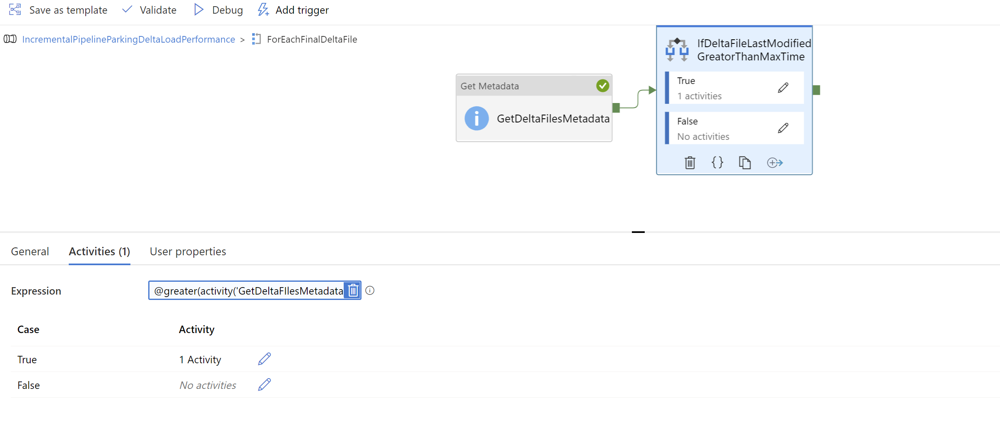 Save as template Validate Debug Add trigger
IncrementalPipelineParkingDeltaLoadPerformance > ForEachFinalDeltaFile
IfDeltaFileLastModified
GreatorThanMaxTime
True
1 activities
False
No activities
Get Metadata
GetDeltaFilesMetadata
General Activities (1) User properties
Expression @greater(activity('GetDeltaFIlesMetadata
Case Activity
True 1 Activity
False No activities